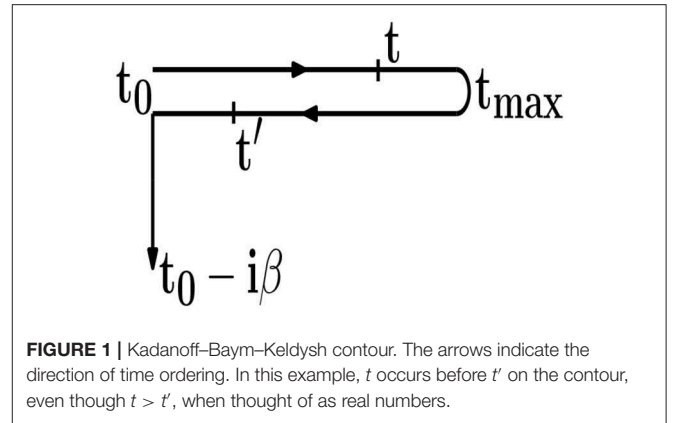 t
t₀
t_max
t′
t₀ − iβ
FIGURE 1 | Kadanoff–Baym–Keldysh contour. The arrows indicate the
direction of time ordering. In this example, t occurs before t′ on the contour,
even though t > t′, when thought of as real numbers.